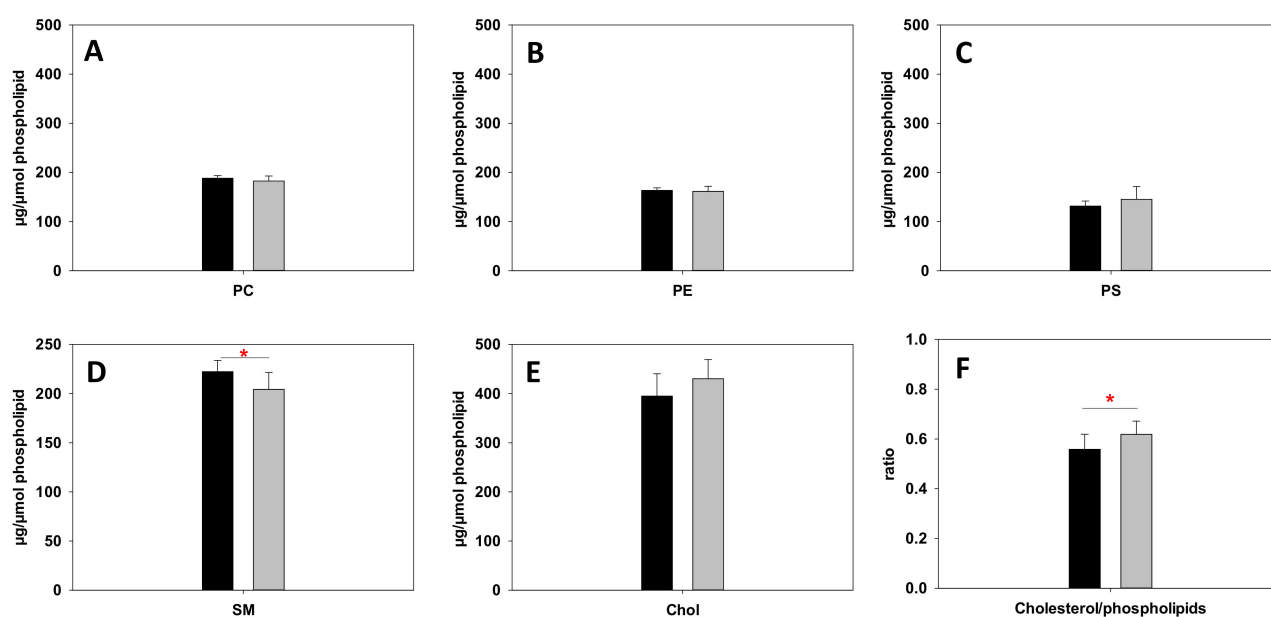 A
500
400
300
200
100
0
µg/µmol phospholipid
PC
B
500
400
300
200
100
0
µg/µmol phospholipid
PE
C
500
400
300
200
100
0
µg/µmol phospholipid
PS
D
250
200
150
100
50
0
µg/µmol phospholipid
*
SM
E
500
400
300
400
100
0
µg/µmol phospholipid
Chol
F
1.0
0.8
0.6
0.4
0.2
0.0
ratio
*
Cholesterol/phospholipids